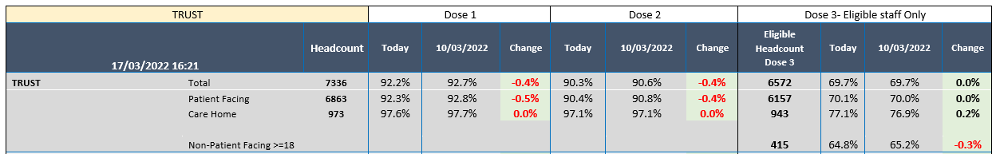 TRUST Dose 1 Dose 2 Dose 3- Eligible staff Only
17/03/2022 16:21 Headcount Today 10/03/2022 Change Today 10/03/2022 Change Eligible Headcount Dose 3 Today 10/03/2022 Change
TRUST Total 7336 92.2% 92.7% -0.4% 90.3% 90.6% -0.4% 6572 69.7% 69.7% 0.0%
Patient Facing 6863 92.3% 92.8% -0.5% 90.4% 90.8% -0.4% 6157 70.1% 70.0% 0.0%
Care Home 973 97.6% 97.7% 0.0% 97.1% 97.1% 0.0% 943 77.1% 76.9% 0.2%
Non-Patient Facing >=18 415 64.8% 65.2% -0.3%